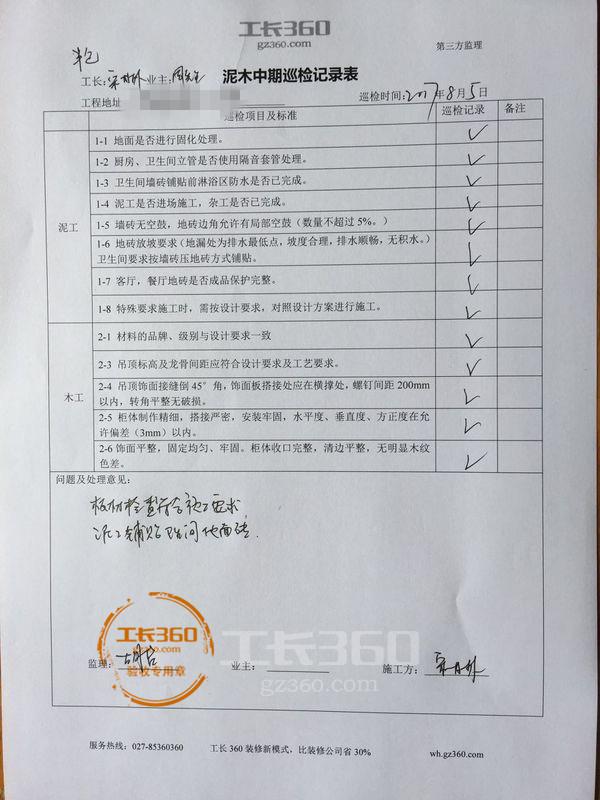 工长360
gz360.com
第三方监理
半包
泥木中期巡检记录表
工长: 业主:周先生
工程地址
巡检时间:2017年8月5日
巡检项目及标准 巡检记录 备注
泥工
1-1 地面是否进行固化处理。 ✓
1-2 厨房、卫生间立管是否使用隔音套管处理。 ✓
1-3 卫生间墙砖铺贴前淋浴区防水是否已完成。 ✓
1-4 泥工是否进场施工，杂工是否已完成。 ✓
1-5 墙砖无空鼓，地砖边角允许有局部空鼓（数量不超过 5%。） ✓
1-6 地砖放坡要求（地漏处为排水最低点，坡度合理，排水顺畅，无积水。）
卫生间要求按墙砖压地砖方式铺贴。 ✓
1-7 客厅，餐厅地砖是否成品保护完整。 ✓
1-8 特殊要求施工时，需按设计要求，对照设计方案进行施工。 ✓
木工
2-1 材料的品牌、级别与设计要求一致 ✓
2-3 吊顶标高及龙骨间距应符合设计要求及工艺要求。 ✓
2-4 吊顶饰面接缝倒 45°角，饰面板搭接处应在横撑处，螺钉间距 200mm
以内，转角平整无破损。 ✓
2-5 柜体制作精细，搭接严密，安装牢固，水平度、垂直度、方正度在允
许偏差（3mm）以内。 ✓
2-6 饰面平整，固定均匀、牢固。柜体收口完整，清边平整，无明显木纹
色差。 ✓
问题及处理意见:
板材检查符合施工要求
泥工铺贴卫生间地面砖.
工长360
验收专用章
工长360
gz360.com
监理: 业主: 施工方:
服务热线: 027-85360360 工长 360 装修新模式，比装修公司省 30% wh.gz360.com